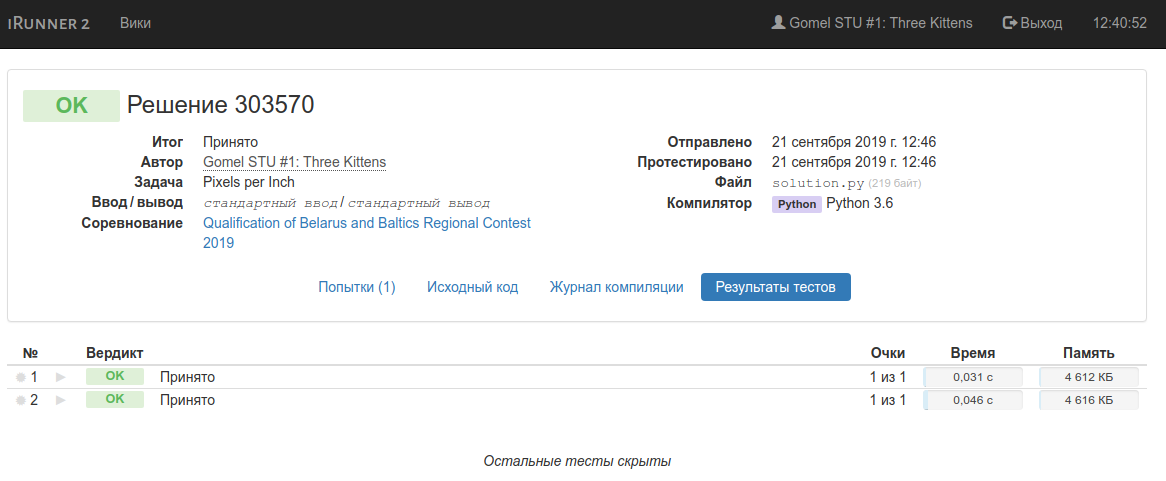 iRunner 2 Вики Gomel STU #1: Three Kittens Выход 12:40:52
OK Решение 303570
Итог Принято
Автор Gomel STU #1: Three Kittens
Задача Pixels per Inch
Ввод / вывод стандартный ввод / стандартный вывод
Соревнование Qualification of Belarus and Baltics Regional Contest
2019
Отправлено 21 сентября 2019 г. 12:46
Протестировано 21 сентября 2019 г. 12:46
Файл solution.py (219 байт)
Компилятор Python Python 3.6
Попытки (1) Исходный код Журнал компиляции Результаты тестов
№ Вердикт Очки Время Память
1 OK Принято 1 из 1 0,031 с 4 612 КБ
2 OK Принято 1 из 1 0,046 с 4 616 КБ
Остальные тесты скрыты